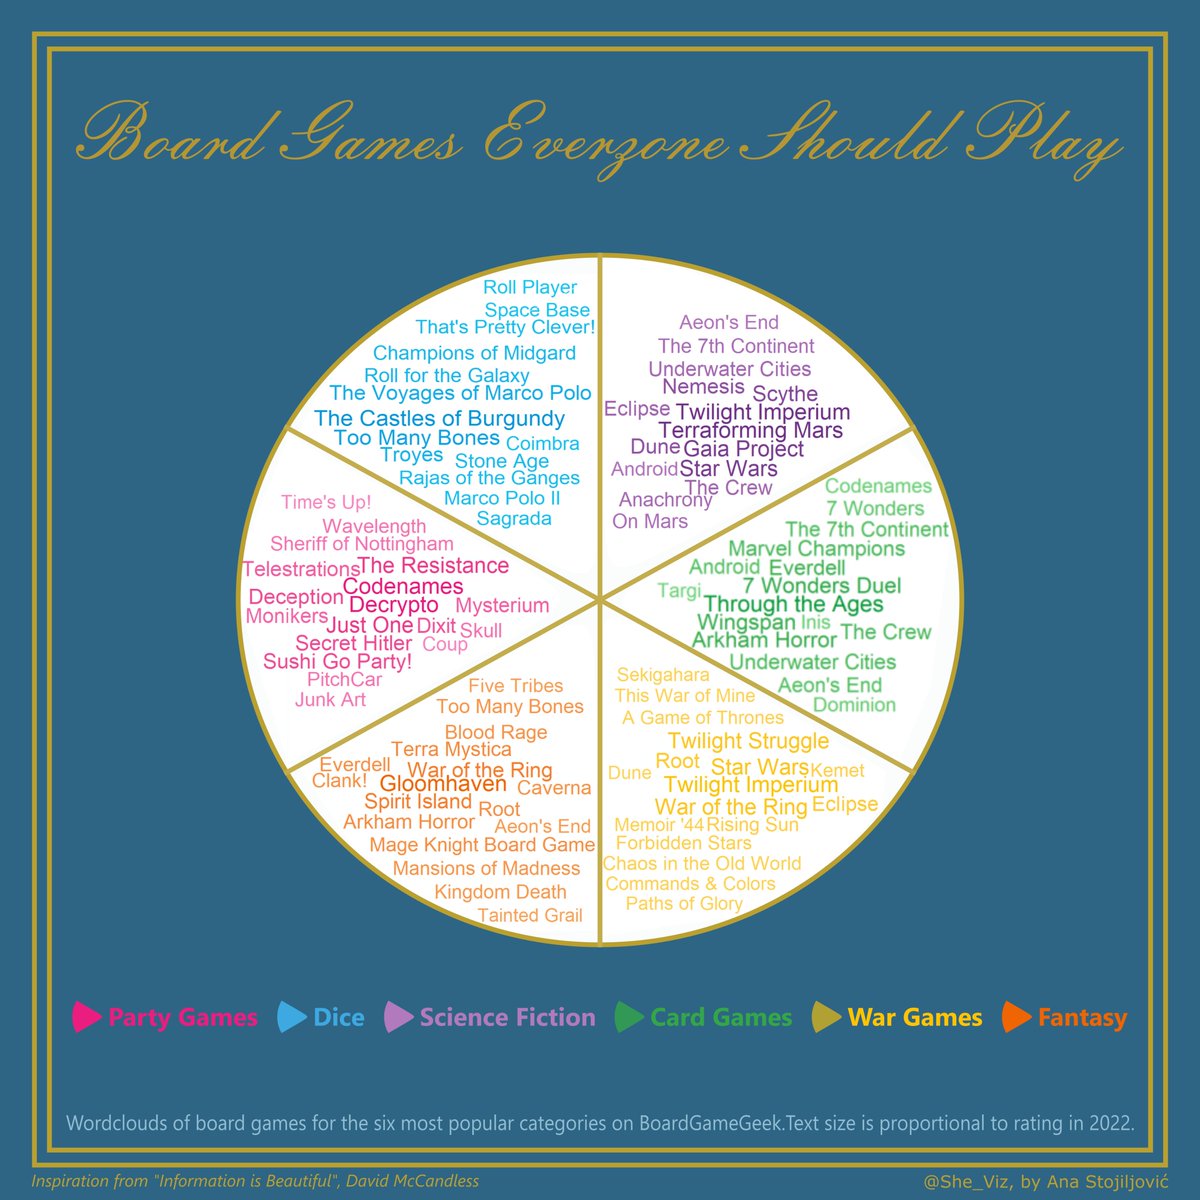 Board Games Everzone Should Play
Roll Player
Space Base
That's Pretty Clever!
Champions of Midgard
Roll for the Galaxy
The Voyages of Marco Polo
The Castles of Burgundy
Too Many Bones
Coimbra
Troyes
Stone Age
Rajas of the Ganges
Marco Polo II
Sagrada
Aeon's End
The 7th Continent
Underwater Cities
Nemesis
Scythe
Eclipse
Twilight Imperium
Terraforming Mars
Dune
Gaia Project
Android
Star Wars
The Crew
Anachrony
On Mars
Codenames
7 Wonders
The 7th Continent
Marvel Champions
Android
Everdell
Targi
7 Wonders Duel
Through the Ages
Wingspan
Inis
The Crew
Arkham Horror
Underwater Cities
Aeon's End
Dominion
Time's Up!
Wavelength
Sheriff of Nottingham
Telestrations
The Resistance
Codenames
Deception
Decrypto
Mysterium
Monikers
Just One
Dixit
Skull
Secret Hitler
Coup
Sushi Go Party!
PitchCar
Junk Art
Five Tribes
Too Many Bones
Blood Rage
Terra Mystica
Everdell
War of the Ring
Clank!
Gloomhaven
Caverna
Spirit Island
Root
Arkham Horror
Aeon's End
Mage Knight Board Game
Mansions of Madness
Kingdom Death
Tainted Grail
Sekigahara
This War of Mine
A Game of Thrones
Twilight Struggle
Root
Star Wars
Dune
Kemet
Twilight Imperium
War of the Ring
Eclipse
Memoir '44
Rising Sun
Forbidden Stars
Chaos in the Old World
Commands & Colors
Paths of Glory
Party Games
Dice
Science Fiction
Card Games
War Games
Fantasy
Wordclouds of board games for the six most popular categories on BoardGameGeek.Text size is proportional to rating in 2022.
Inspiration from "Information is Beautiful", David McCandless
@She_Viz, by Ana Stojiljović